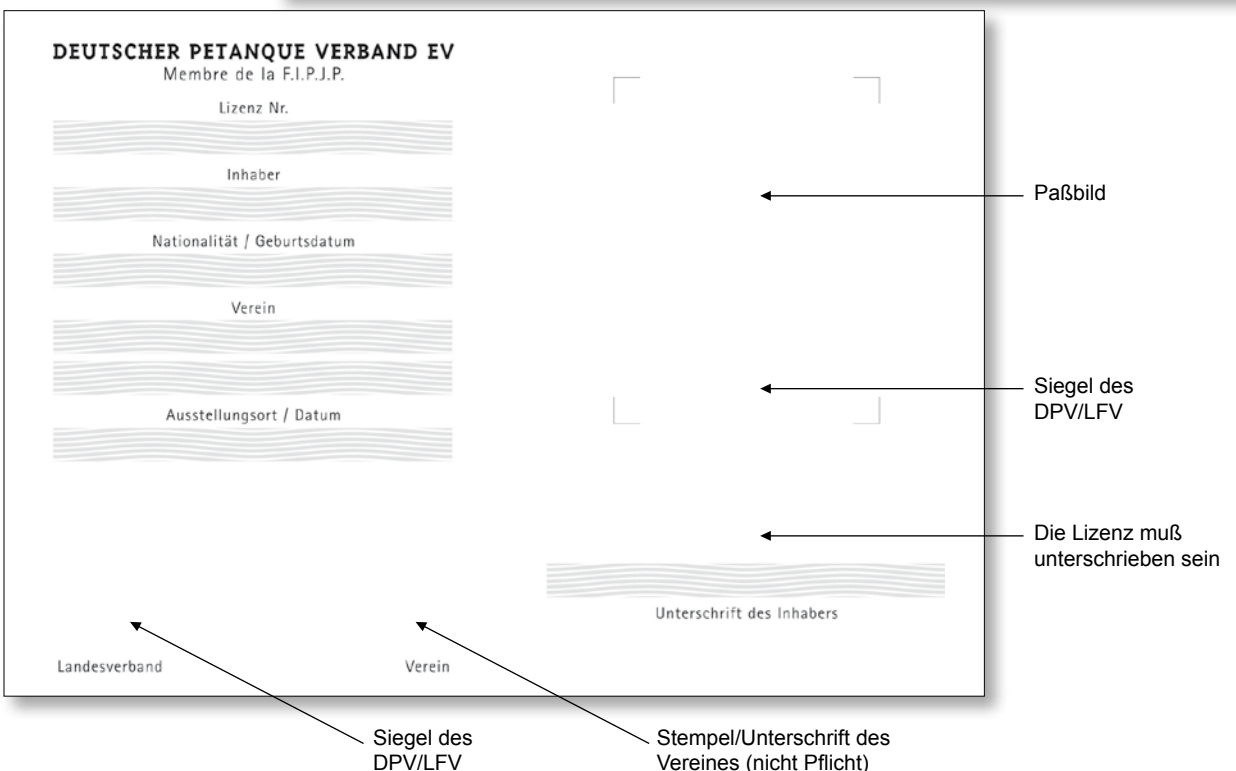 DEUTSCHER PETANQUE VERBAND EV
Membre de la F.I.P.J.P.
Lizenz Nr.
Inhaber
Nationalität / Geburtsdatum
Verein
Ausstellungsort / Datum
Landesverband
Verein
Unterschrift des Inhabers
Paßbild
Siegel des
DPV/LFV
Die Lizenz muß
unterschrieben sein
Siegel des
DPV/LFV
Stempel/Unterschrift des
Vereines (nicht Pflicht)